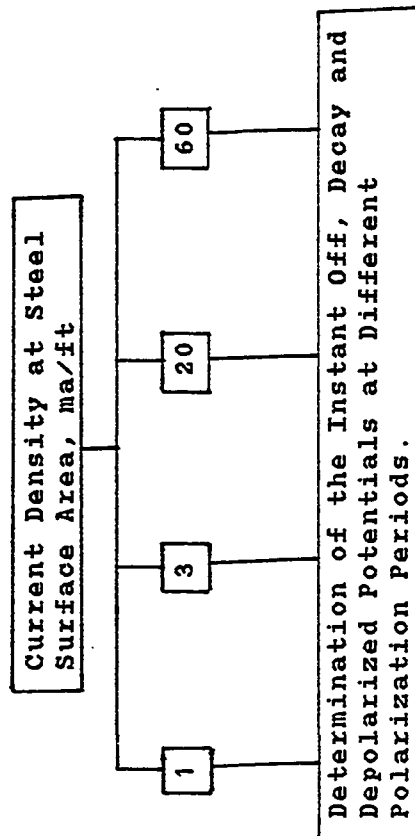 Current Density at Steel
Surface Area, ma/ft
1
3
20
60
Determination of the Instant Off, Decay and
Depolarized Potentials at Different
Polarization Periods.